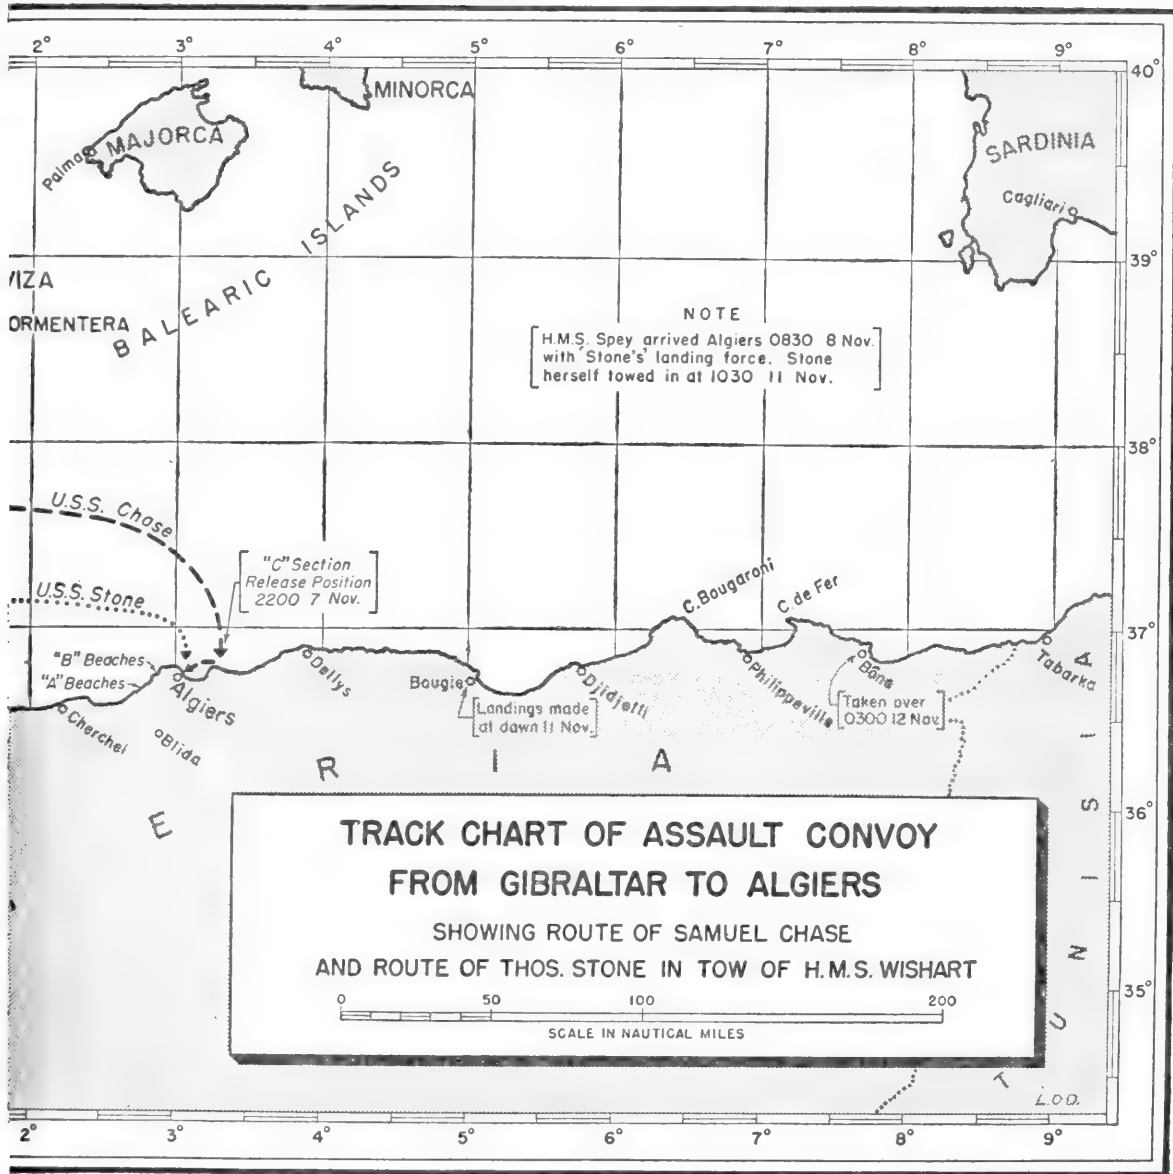 2° 3° 4° 5° 6° 7° 8° 9°
40°
MINORCA
MAJORCA
Palma
SARDINIA
Cagliari
39°
BALEARIC ISLANDS
VIZA
ORMENTERA
NOTE
H.M.S. Spey arrived Algiers 0830 8 Nov.
with 'Stone's' landing force. Stone
herself towed in at 1030 11 Nov.
38°
U.S.S. Chase
U.S.S. Stone
"C" Section
Release Position
2200 7 Nov.
C. Bougaroni
C. de Fer
37°
"B" Beaches
"A" Beaches
Algiers
Cherchel
Blida
Dellys
Bougie
Landings made
at dawn 11 Nov.
Djidjelli
Philippeville
Bône
Taken over
0300 12 Nov.
Tabarka
E R I A
36°
TUNISIA
TRACK CHART OF ASSAULT CONVOY
FROM GIBRALTAR TO ALGIERS
SHOWING ROUTE OF SAMUEL CHASE
AND ROUTE OF THOS. STONE IN TOW OF H.M.S. WISHART
0 50 100 200
SCALE IN NAUTICAL MILES
35°
L.O.D.
2° 3° 4° 5° 6° 7° 8° 9°